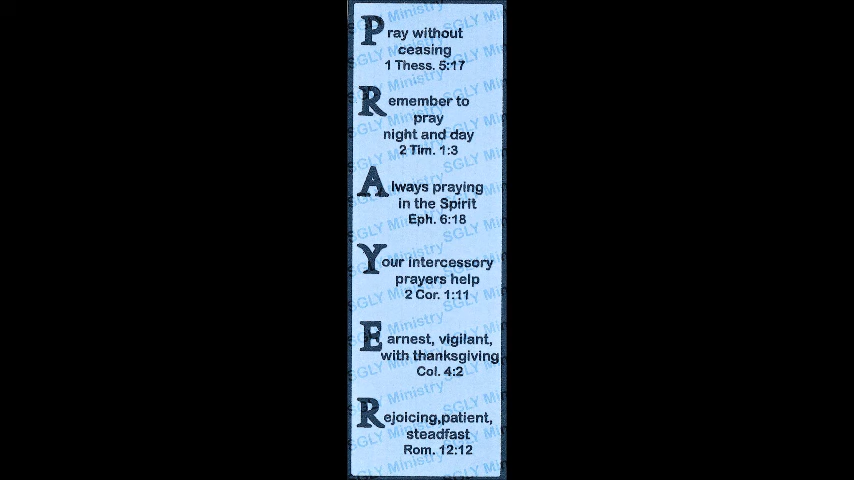 Pray without
ceasing
1 Thess. 5:17
Remember to
pray
night and day
2 Tim. 1:3
Always praying
in the Spirit
Eph. 6:18
Your intercessory
prayers help
2 Cor. 1:11
Earnest, vigilant,
with thanksgiving
Col. 4:2
Rejoicing,patient,
steadfast
Rom. 12:12
SGLY Ministry